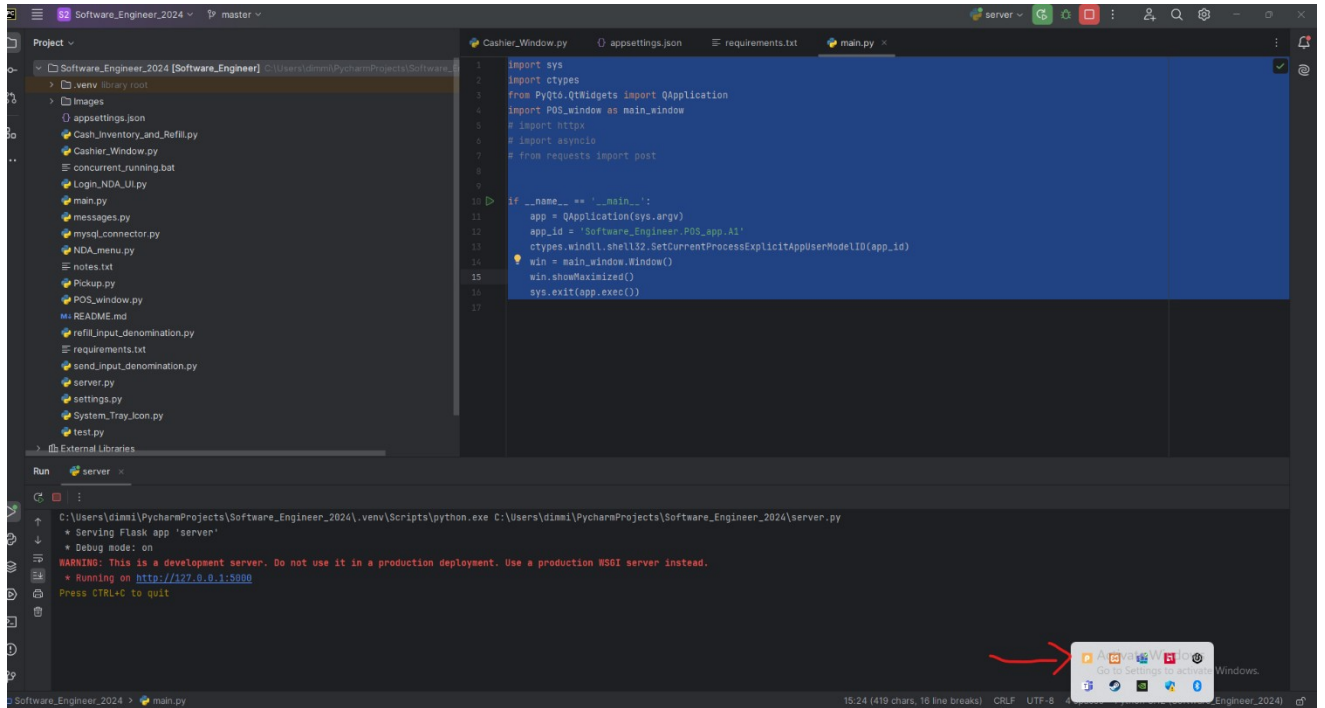 S2 Software_Engineer_2024 master server
Project
Cashier_Window.py {} appsettings.json requirements.txt main.py
Software_Engineer_2024 [Software_Engineer] C:\Users\dimmi\PycharmProjects\Software_E
.venv library root
Images
{} appsettings.json
Cash_Inventory_and_Refill.py
Cashier_Window.py
concurrent_running.bat
Login_NDA_UI.py
main.py
messages.py
mysql_connector.py
NDA_menu.py
notes.txt
Pickup.py
POS_window.py
M↓ README.md
refill_input_denomination.py
requirements.txt
send_input_denomination.py
server.py
settings.py
System_Tray_Icon.py
test.py
External Libraries
1 import sys
2 import ctypes
3 from PyQt6.QtWidgets import QApplication
4 import POS_window as main_window
5 # import httpx
6 # import asyncio
7 # from requests import post
8
9
10 if __name__ == '__main__':
11 app = QApplication(sys.argv)
12 app_id = 'Software_Engineer.POS_app.A1'
13 ctypes.windll.shell32.SetCurrentProcessExplicitAppUserModelID(app_id)
14 win = main_window.Window()
15 win.showMaximized()
16 sys.exit(app.exec())
17
Run server
C:\Users\dimmi\PycharmProjects\Software_Engineer_2024\.venv\Scripts\python.exe C:\Users\dimmi\PycharmProjects\Software_Engineer_2024\server.py
* Serving Flask app 'server'
* Debug mode: on
WARNING: This is a development server. Do not use it in a production deployment. Use a production WSGI server instead.
* Running on http://127.0.0.1:5000
Press CTRL+C to quit
Activate Windows
Go to Settings to activate Windows.
Software_Engineer_2024 > main.py 15:24 (419 chars, 16 line breaks) CRLF UTF-8 4 _Engineer_2024)